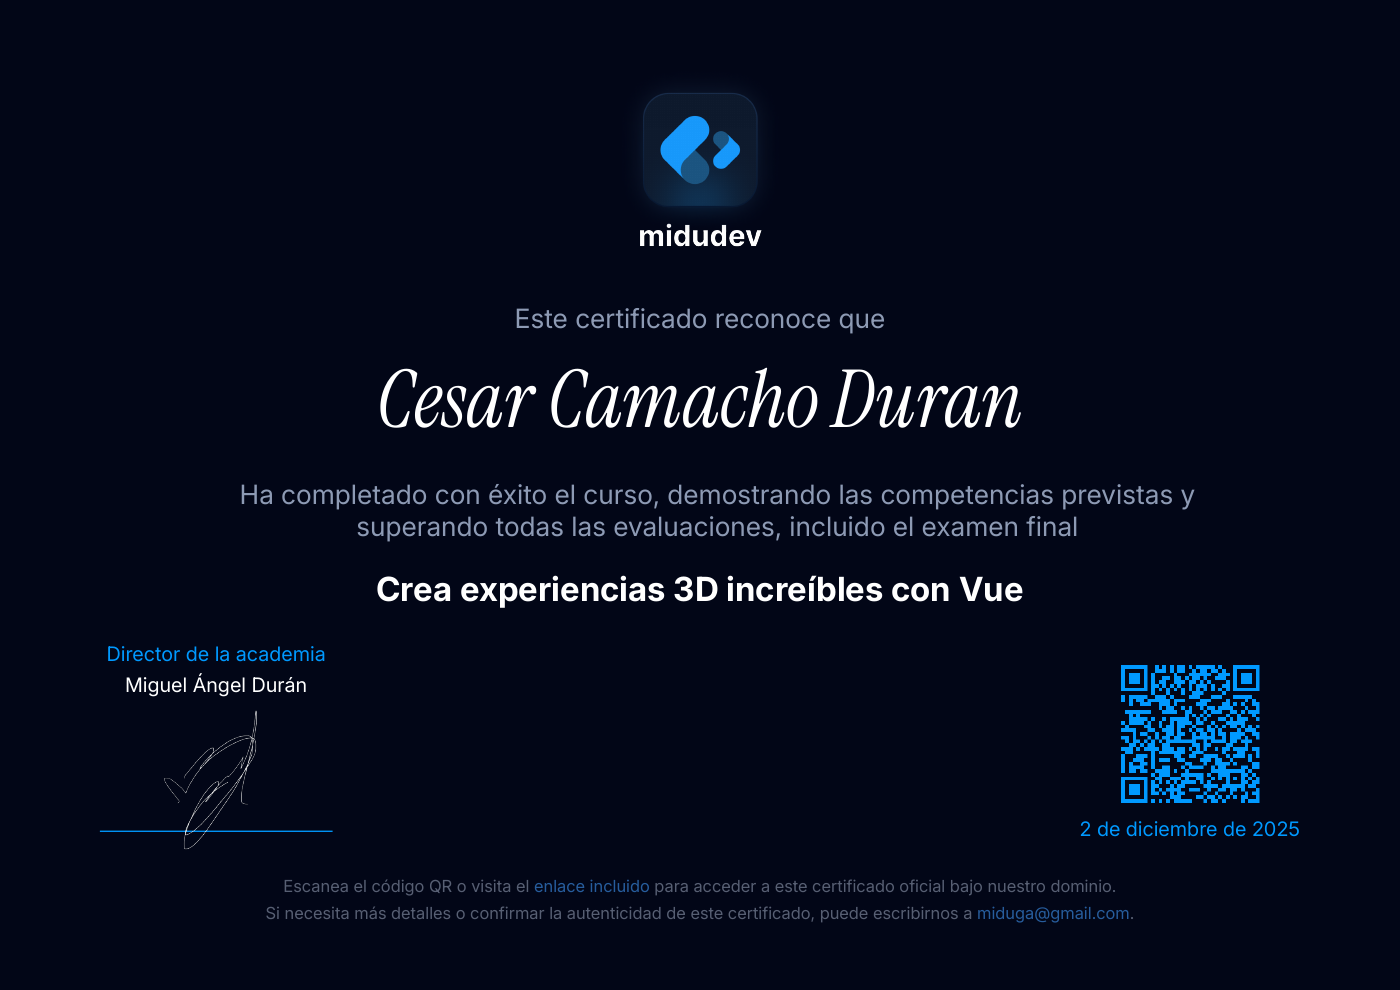 midudev
Este certificado reconoce que
Cesar Camacho Duran
Ha completado con éxito el curso, demostrando las competencias previstas y
superando todas las evaluaciones, incluido el examen final
Crea experiencias 3D increíbles con Vue
Director de la academia
Miguel Ángel Durán
2 de diciembre de 2025
Escanea el código QR o visita el enlace incluido para acceder a este certificado oficial bajo nuestro dominio.
Si necesita más detalles o confirmar la autenticidad de este certificado, puede escribirnos a miduga@gmail.com.